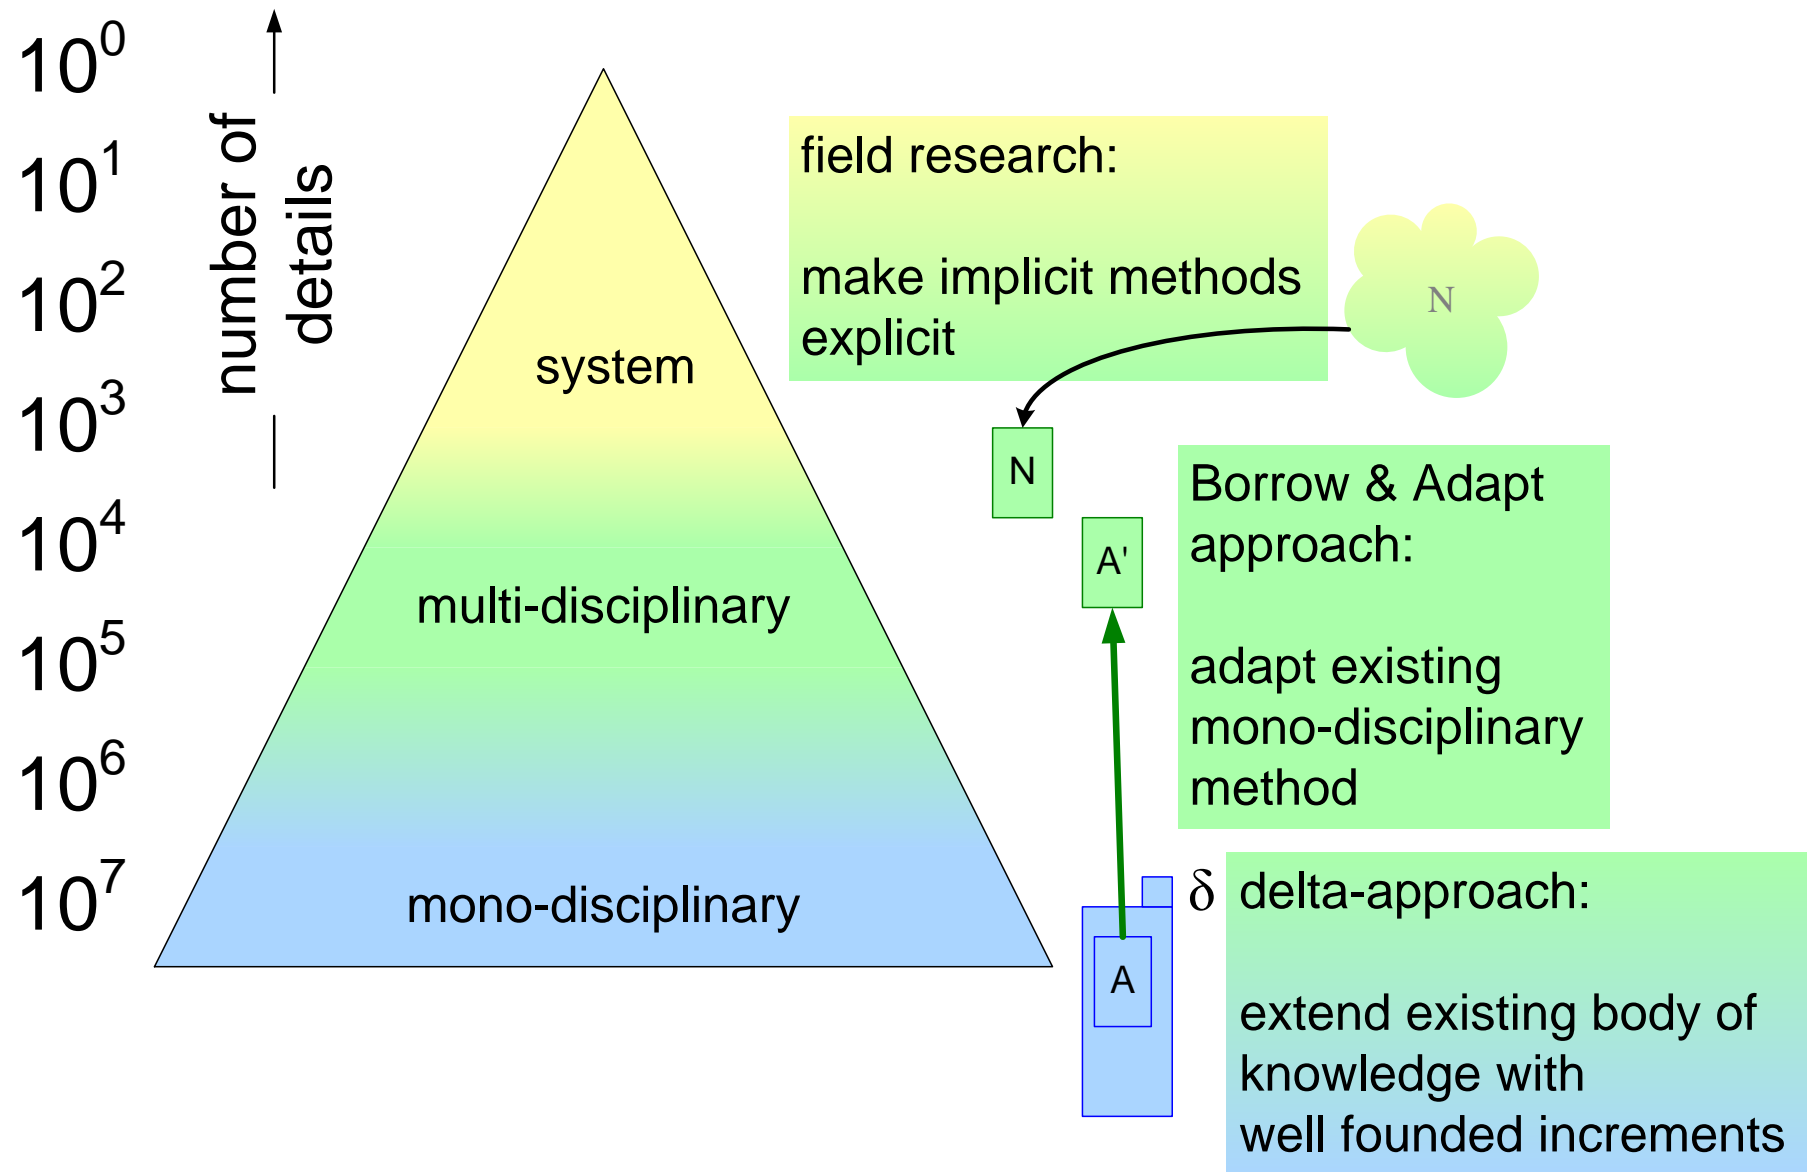 10^0
10^1
10^2
10^3
10^4
10^5
10^6
10^7
number of
details
system
multi-disciplinary
mono-disciplinary
field research:
make implicit methods
explicit
N
N
A'
Borrow & Adapt
approach:
adapt existing
mono-disciplinary
method
A
δ
delta-approach:
extend existing body of
knowledge with
well founded increments